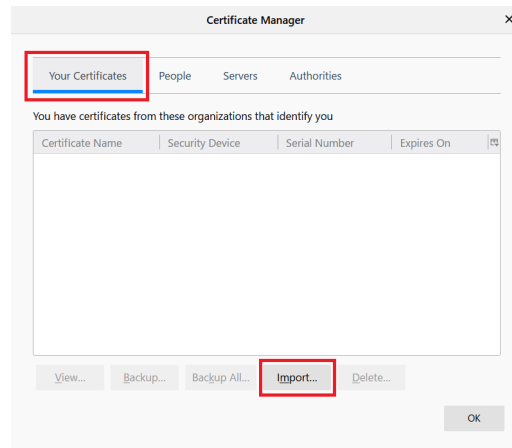 Certificate Manager
Your Certificates People Servers Authorities
You have certificates from these organizations that identify you
Certificate Name Security Device Serial Number Expires On
View... Backup... Backup All... Import... Delete...
OK